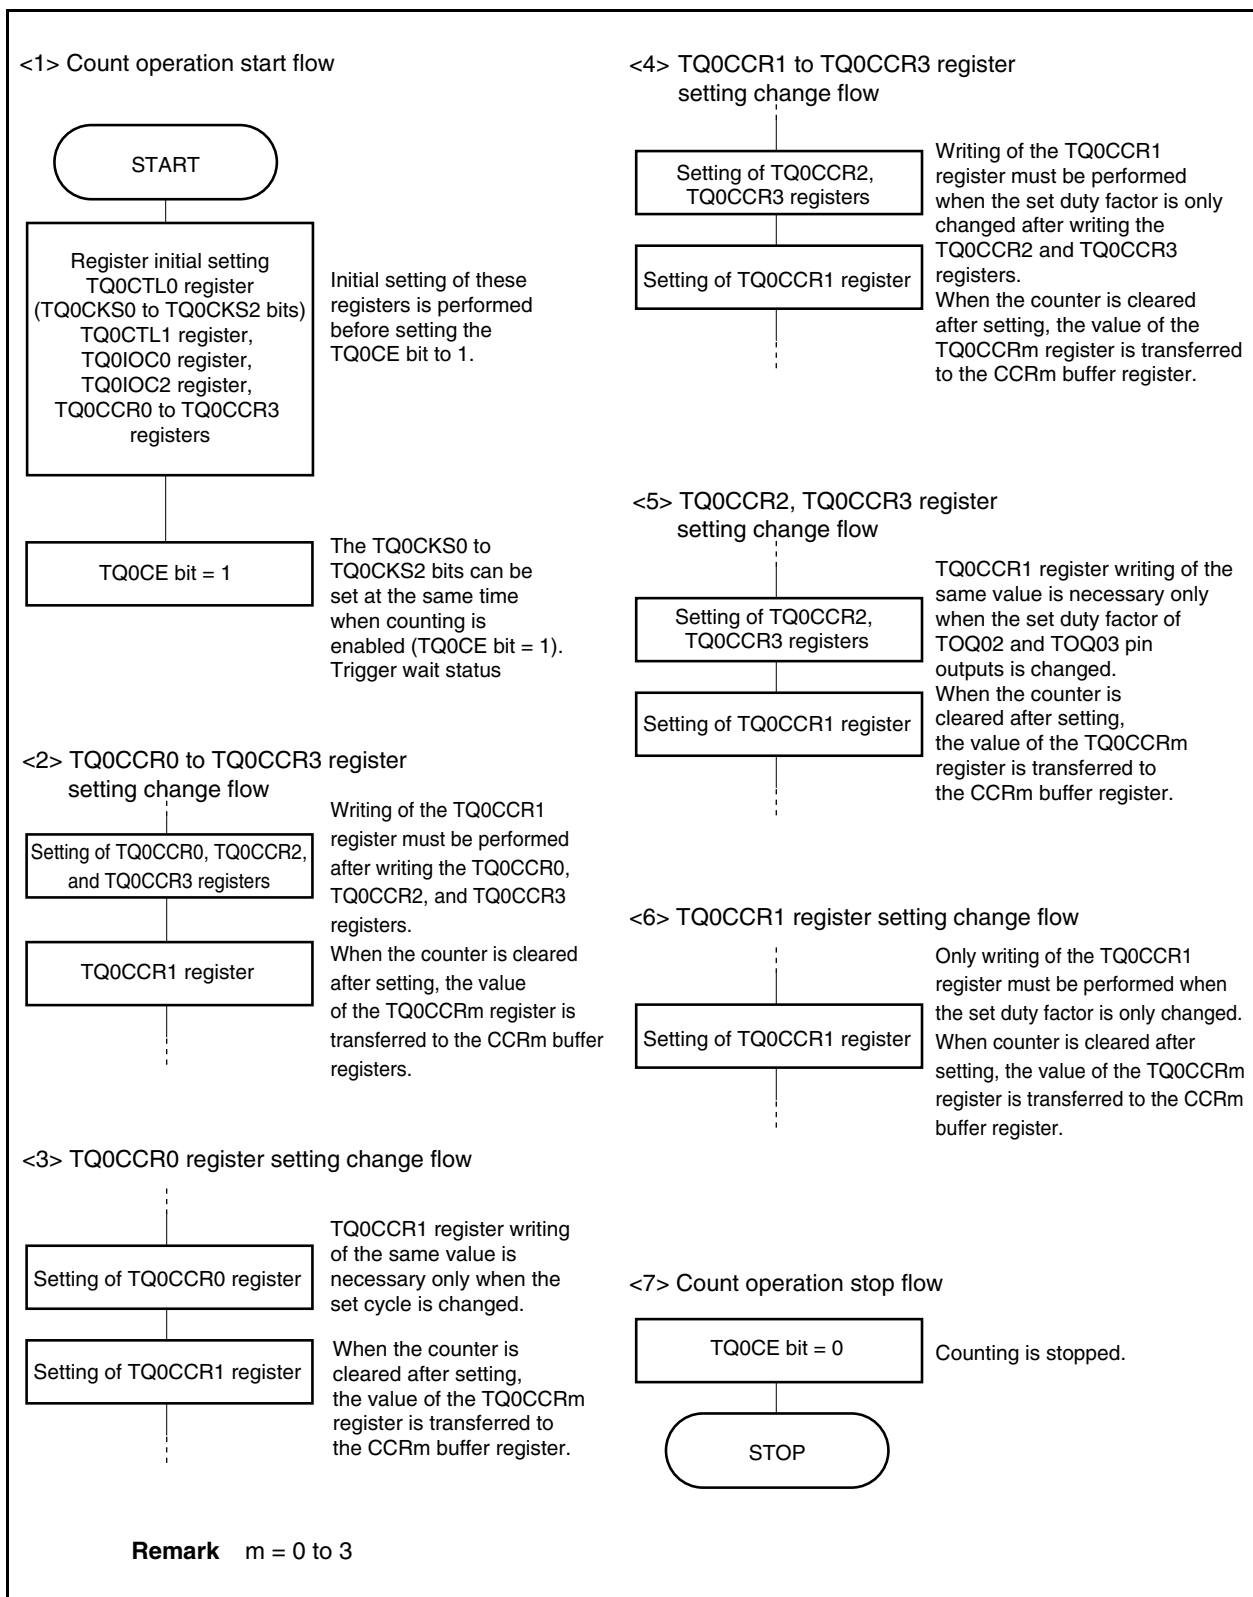 <1> Count operation start flow
START
Register initial setting
TQ0CTL0 register
(TQ0CKS0 to TQ0CKS2 bits)
TQ0CTL1 register,
TQ0IOC0 register,
TQ0IOC2 register,
TQ0CCR0 to TQ0CCR3
registers
Initial setting of these
registers is performed
before setting the
TQ0CE bit to 1.
TQ0CE bit = 1
The TQ0CKS0 to
TQ0CKS2 bits can be
set at the same time
when counting is
enabled (TQ0CE bit = 1).
Trigger wait status
<2> TQ0CCR0 to TQ0CCR3 register
setting change flow
Setting of TQ0CCR0, TQ0CCR2,
and TQ0CCR3 registers
TQ0CCR1 register
Writing of the TQ0CCR1
register must be performed
after writing the TQ0CCR0,
TQ0CCR2, and TQ0CCR3
registers.
When the counter is cleared
after setting, the value
of the TQ0CCRm register is
transferred to the CCRm buffer
registers.
<3> TQ0CCR0 register setting change flow
Setting of TQ0CCR0 register
TQ0CCR1 register writing
of the same value is
necessary only when the
set cycle is changed.
Setting of TQ0CCR1 register
When the counter is
cleared after setting,
the value of the TQ0CCRm
register is transferred to
the CCRm buffer register.
<4> TQ0CCR1 to TQ0CCR3 register
setting change flow
Setting of TQ0CCR2,
TQ0CCR3 registers
Setting of TQ0CCR1 register
Writing of the TQ0CCR1
register must be performed
when the set duty factor is only
changed after writing the
TQ0CCR2 and TQ0CCR3
registers.
When the counter is cleared
after setting, the value of the
TQ0CCRm register is transferred
to the CCRm buffer register.
<5> TQ0CCR2, TQ0CCR3 register
setting change flow
Setting of TQ0CCR2,
TQ0CCR3 registers
Setting of TQ0CCR1 register
TQ0CCR1 register writing of the
same value is necessary only
when the set duty factor of
TOQ02 and TOQ03 pin
outputs is changed.
When the counter is
cleared after setting,
the value of the TQ0CCRm
register is transferred to
the CCRm buffer register.
<6> TQ0CCR1 register setting change flow
Setting of TQ0CCR1 register
Only writing of the TQ0CCR1
register must be performed when
the set duty factor is only changed.
When counter is cleared after
setting, the value of the TQ0CCRm
register is transferred to the CCRm
buffer register.
<7> Count operation stop flow
TQ0CE bit = 0
Counting is stopped.
STOP
Remark m = 0 to 3